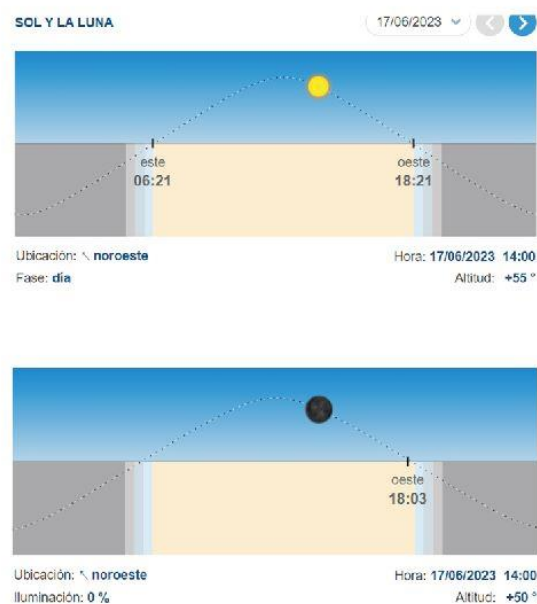 SOL Y LA LUNA
17/06/2023
este
06:21
oeste
18:21
Ubicación: ↖ noroeste
Hora: 17/06/2023 14:00
Fase: día
Altitud: +55 °
oeste
18:03
Ubicación: ↖ noroeste
Hora: 17/06/2023 14:00
Iluminación: 0 %
Altitud: +50 °